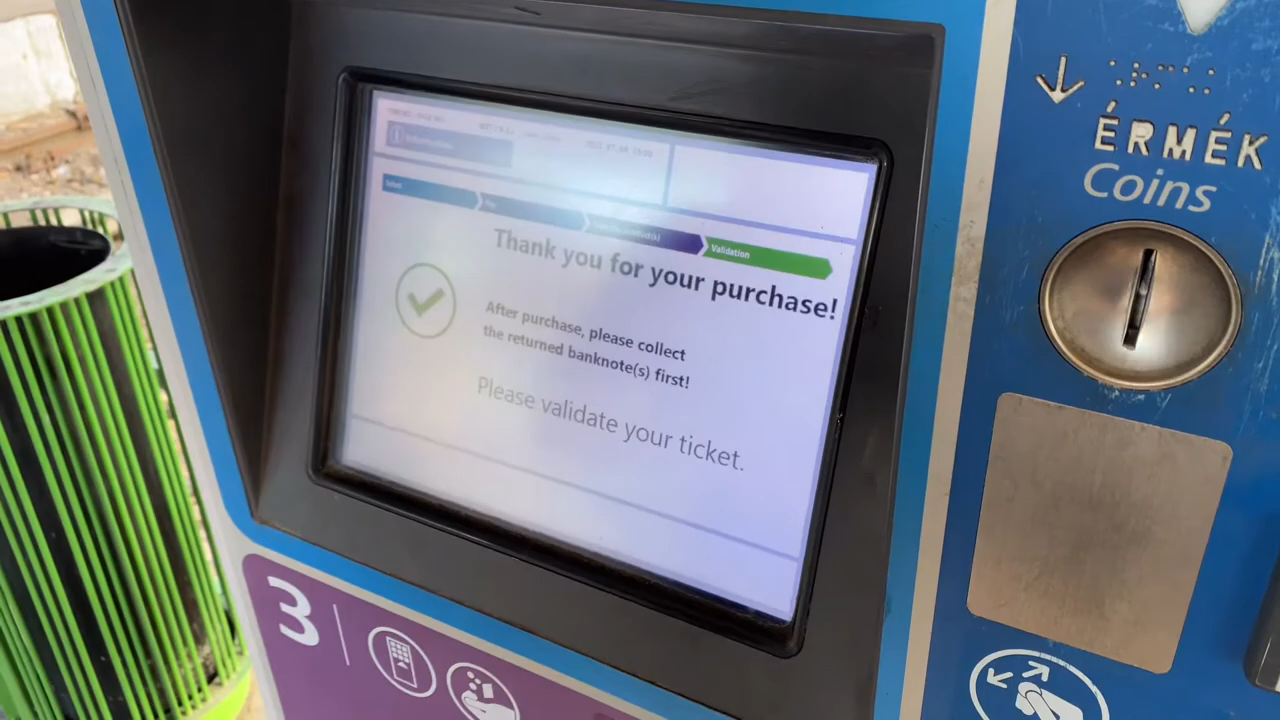 Validation
Thank you for your purchase!
After purchase, please collect
the returned banknote(s) first!
Please validate your ticket.
ÉRMÉK
Coins
3